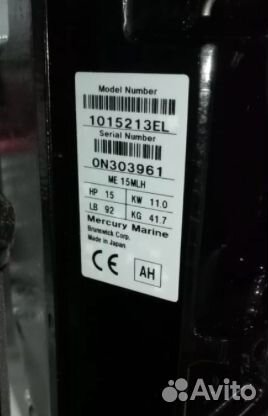 Model Number
1015213EL
Serial Number
0N303961
ME 15MLH
HP 15 KW 11.0
LB 92 KG 41.7
Mercury Marine
Brunswick Corp.
Made in Japan
CE AH
Avito